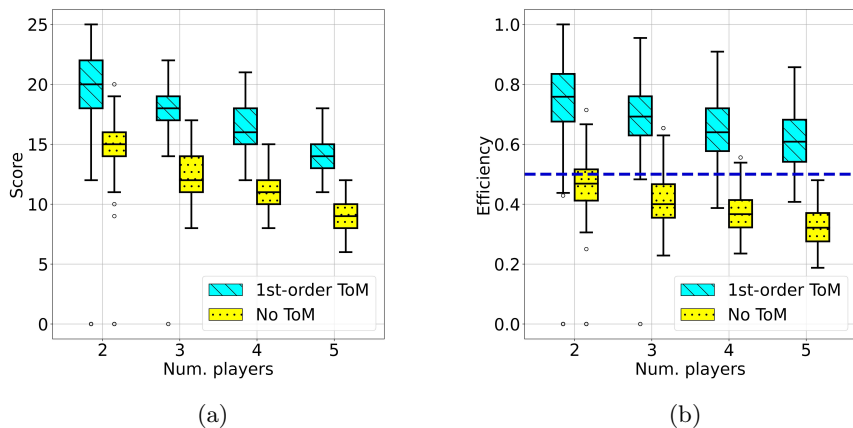 25
20
15
10
5
0
Score
2 3 4 5
Num. players
1st-order ToM
No ToM
(a)
1.0
0.8
0.6
0.4
0.2
0.0
Efficiency
2 3 4 5
Num. players
1st-order ToM
No ToM
(b)